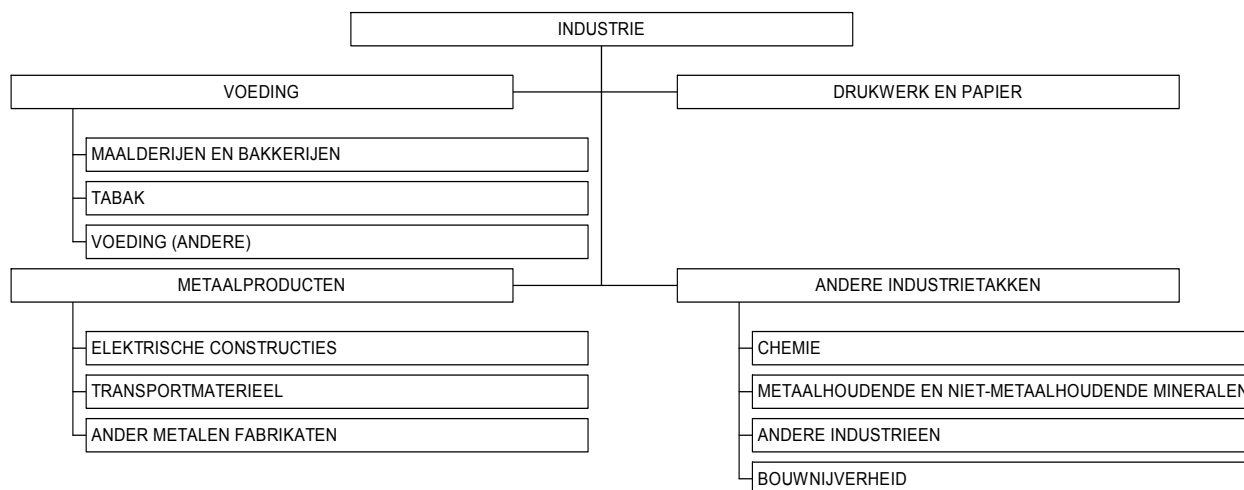 INDUSTRIE
VOEDING
DRUKWERK EN PAPIER
MAALDERIJEN EN BAKKERIJEN
TABAK
VOEDING (ANDERE)
METAALPRODUCTEN
ANDERE INDUSTRIETAKKEN
ELEKTRISCHE CONSTRUCTIES
TRANSPORTMATERIEEL
ANDER METALEN FABRIKATEN
CHEMIE
METAALHOUDENDE EN NIET-METAALHOUDENDE MINERALEN
ANDERE INDUSTRIEEN
BOUWNIJVERHEID